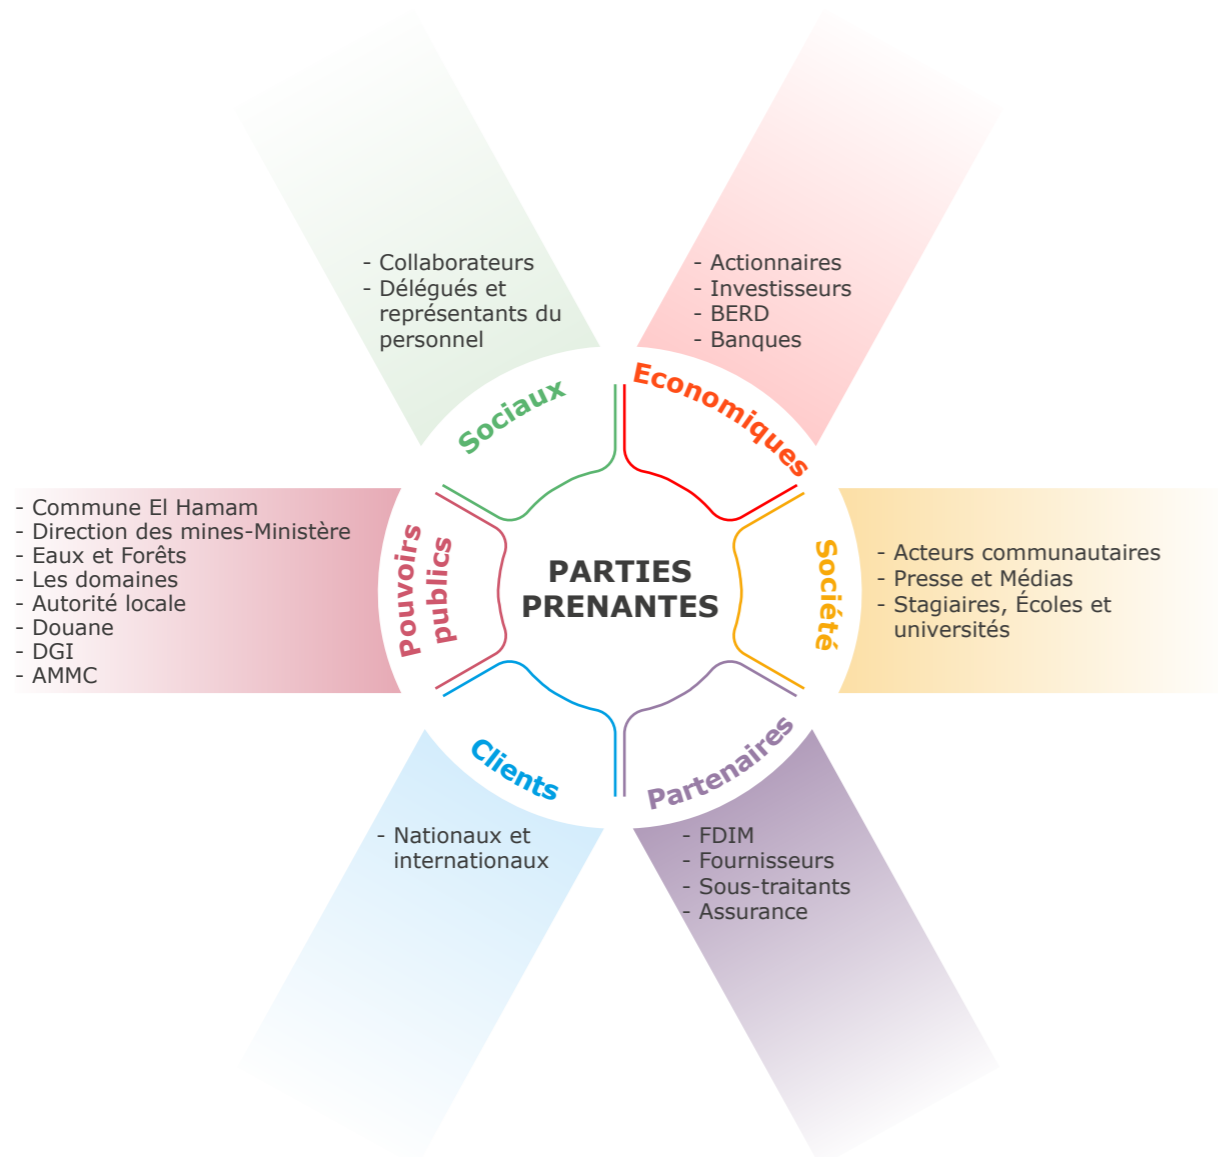 - Collaborateurs
- Délégués et
représentants du
personnel
- Actionnaires
- Investisseurs
- BERD
- Banques
Sociaux
Economiques
- Commune El Hamam
- Direction des mines-Ministère
- Eaux et Forêts
- Les domaines
- Autorité locale
- Douane
- DGI
- AMMC
Pouvoirs
publics
PARTIES
PRENANTES
Société
- Acteurs communautaires
- Presse et Médias
- Stagiaires, Écoles et
universités
Clients
Partenaires
- Nationaux et
internationaux
- FDIM
- Fournisseurs
- Sous-traitants
- Assurance